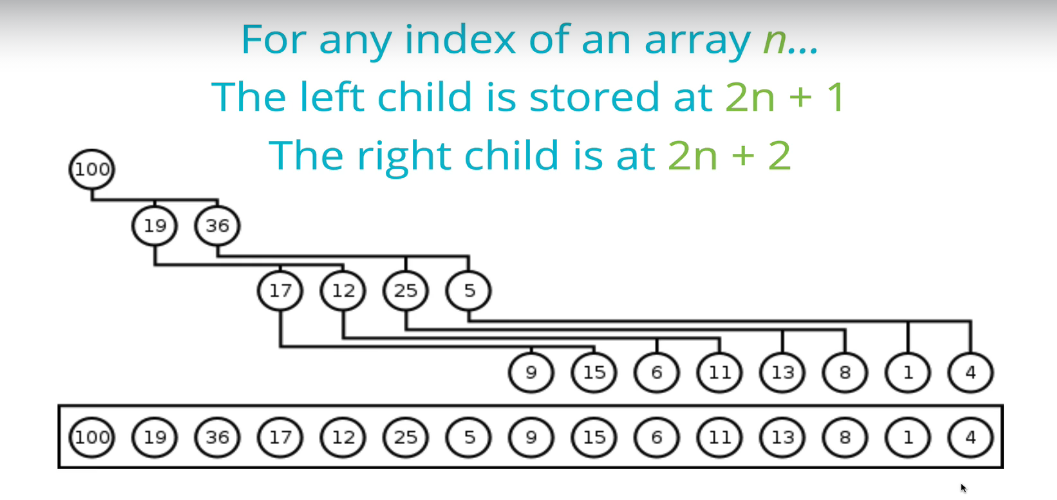 For any index of an array n...
The left child is stored at 2n + 1
The right child is at 2n + 2
100
19 36
17 12 25 5
9 15 6 11 13 8 1 4
100 19 36 17 12 25 5 9 15 6 11 13 8 1 4